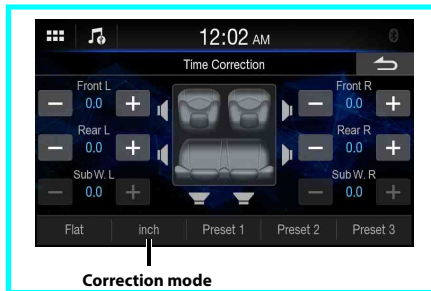 12:02 AM
Time Correction
Front L
Front R
− 0.0 +
− 0.0 +
Rear L
Rear R
− 0.0 +
− 0.0 +
Sub W. L
Sub W. R
− 0.0 +
− 0.0 +
Flat
inch
Preset 1
Preset 2
Preset 3
Correction mode